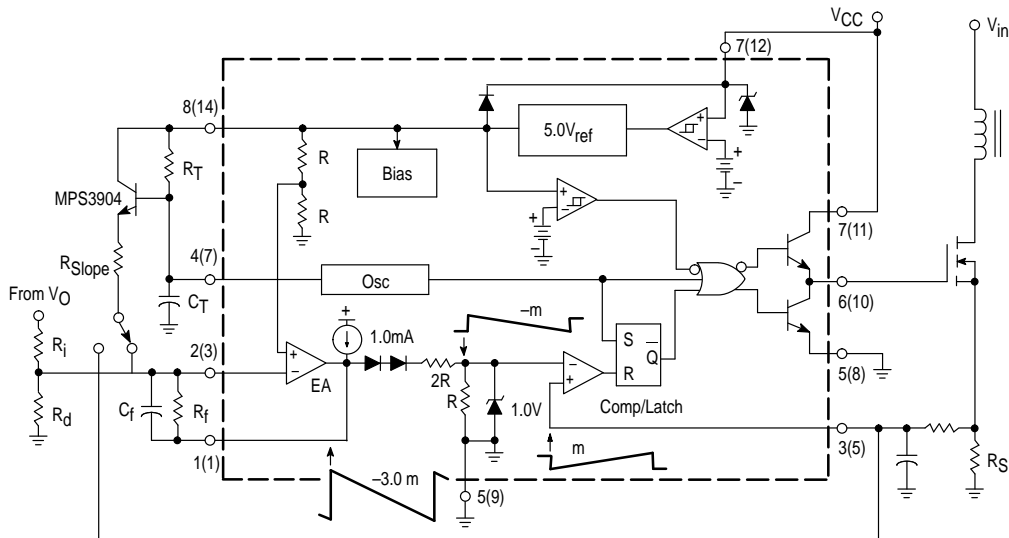 VCC
Vin
7(12)
8(14)
RT
R
5.0Vref
+
−
+
−
Bias
MPS3904
R
+
−
+
−
7(11)
RSlope
4(7)
Osc
6(10)
CT
From VO
+
1.0mA
−m
Ri
2(3)
+
−
EA
2R
S
Q
R
5(8)
Rd
Cf
Rf
R
1.0V
−
+
Comp/Latch
1(1)
m
3(5)
RS
−3.0 m
5(9)